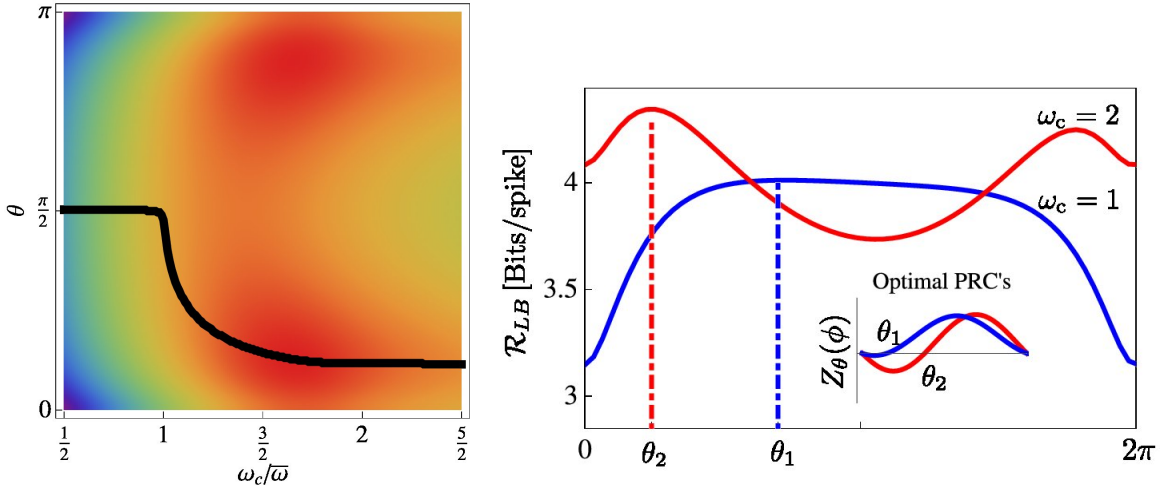 π
π/2
0
θ
1/2
1
3/2
2
5/2
ω_c/ω̅
R_LB [Bits/spike]
4
3.5
3
ω_c = 2
ω_c = 1
Optimal PRC's
Z_θ(φ)
θ_1
θ_2
0
θ_2
θ_1
2π